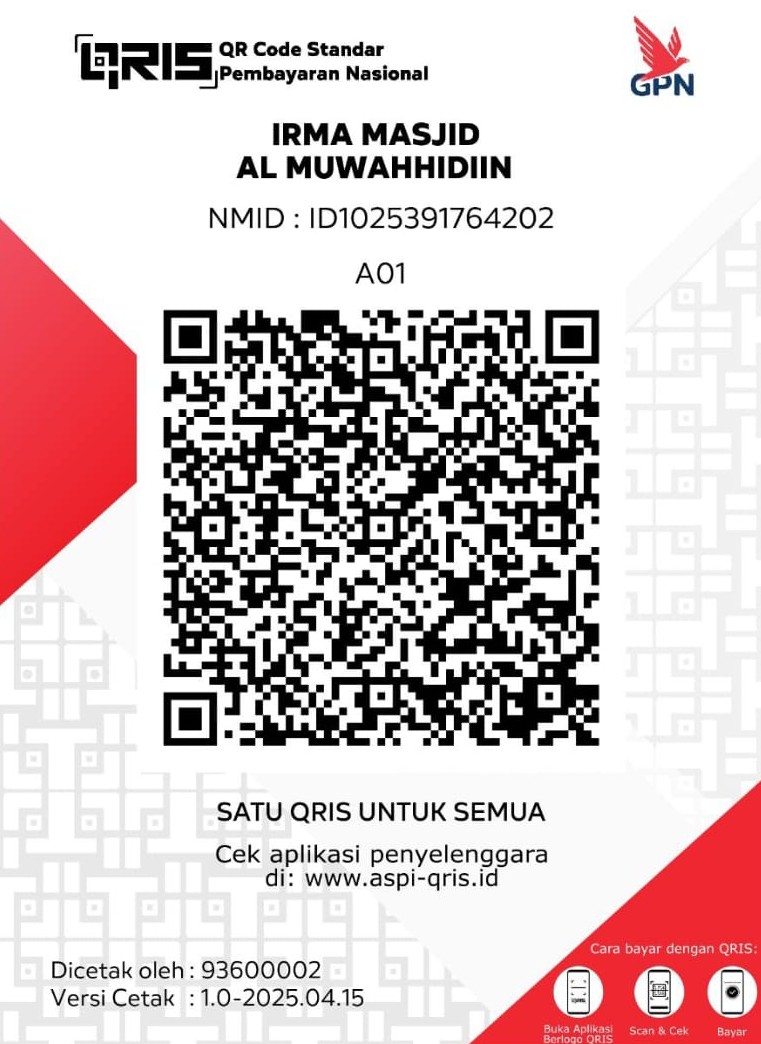 QRIS QR Code Standar
Pembayaran Nasional
GPN
IRMA MASJID
AL MUWAHHIDIIN
NMID : ID1025391764202
A01
SATU QRIS UNTUK SEMUA
Cek aplikasi penyelenggara
di: www.aspi-qris.id
Dicetak oleh : 93600002
Versi Cetak : 1.0-2025.04.15
Cara bayar dengan QRIS:
Buka Aplikasi
Berlogo QRIS
Scan & Cek
Bayar